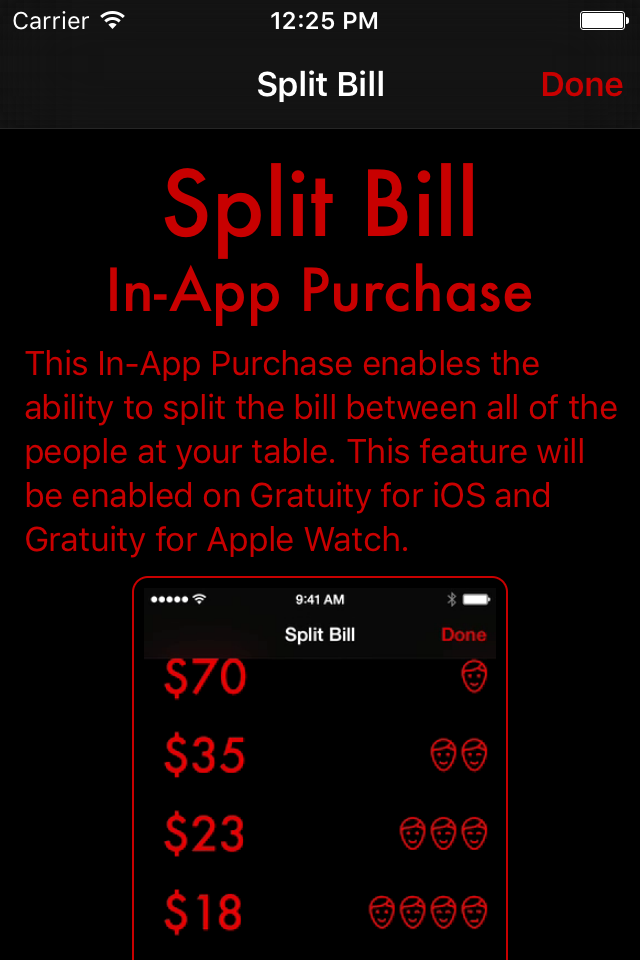 Carrier 12:25 PM
Split Bill Done
Split Bill
In-App Purchase
This In-App Purchase enables the
ability to split the bill between all of the
people at your table. This feature will
be enabled on Gratuity for iOS and
Gratuity for Apple Watch.
9:41 AM
Split Bill Done
$70
$35
$23
$18